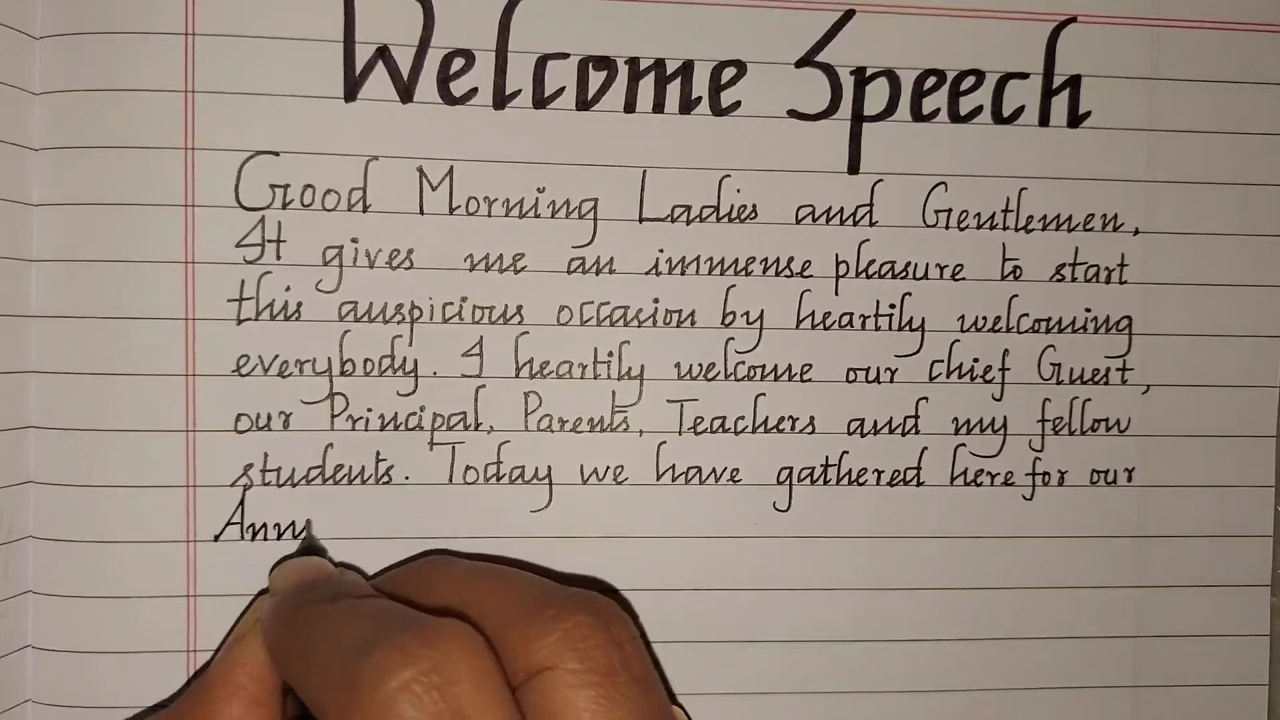 Welcome Speech
Good Morning Ladies and Gentlemen,
It gives me an immense pleasure to start
this auspicious occasion by heartily welcoming
everybody. I heartily welcome our chief Guest,
our Principal, Parents, Teachers and my fellow
students. Today we have gathered here for our